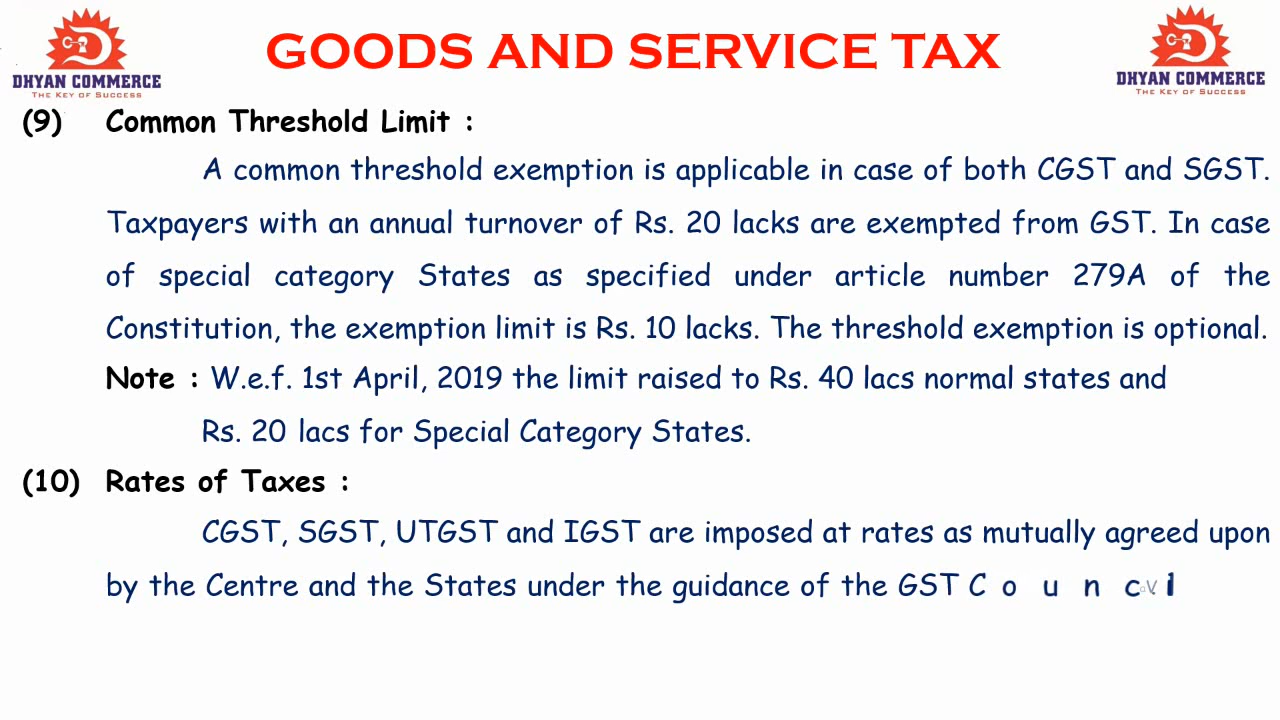 GOODS AND SERVICE TAX
DHYAN COMMERCE
The Key of Success
DHYAN COMMERCE
The Key of Success
(9) Common Threshold Limit :
A common threshold exemption is applicable in case of both CGST and SGST.
Taxpayers with an annual turnover of Rs. 20 lacks are exempted from GST. In case
of special category States as specified under article number 279A of the
Constitution, the exemption limit is Rs. 10 lacks. The threshold exemption is optional.
Note : W.e.f. 1st April, 2019 the limit raised to Rs. 40 lacs normal states and
Rs. 20 lacs for Special Category States.
(10) Rates of Taxes :
CGST, SGST, UTGST and IGST are imposed at rates as mutually agreed upon
by the Centre and the States under the guidance of the GST